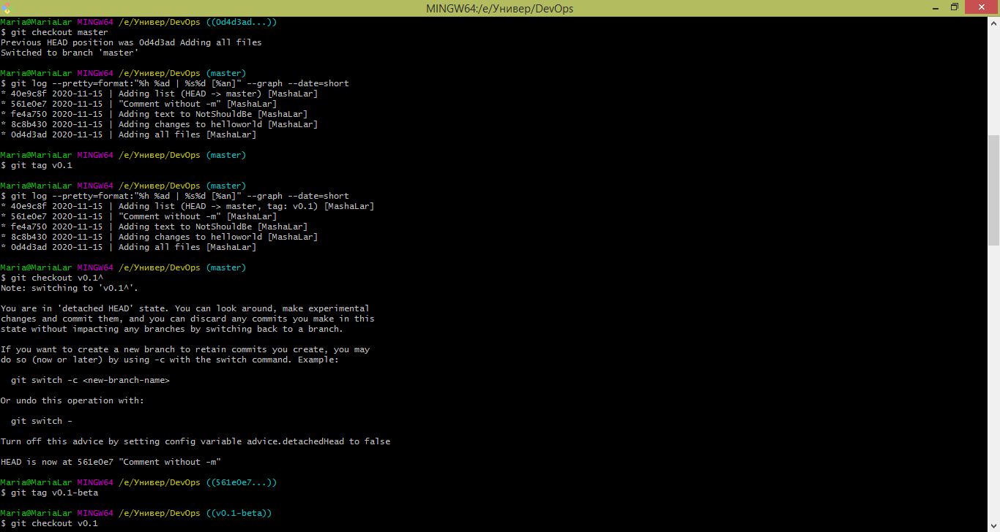 MINGW64:/e/Универ/DevOps
Maria@MariaLar MINGW64 /e/Универ/DevOps ((0d4d3ad...))
$ git checkout master
Previous HEAD position was 0d4d3ad Adding all files
Switched to branch 'master'
Maria@MariaLar MINGW64 /e/Универ/DevOps (master)
$ git log --pretty=format:"%h %ad | %s%d [%an]" --graph --date=short
* 40e9c8f 2020-11-15 | Adding list (HEAD -> master) [MashaLar]
* 561e0e7 2020-11-15 | "Comment without -m" [MashaLar]
* fe4a750 2020-11-15 | Adding text to NotShouldBe [MashaLar]
* 8c8b430 2020-11-15 | Adding changes to helloworld [MashaLar]
* 0d4d3ad 2020-11-15 | Adding all files [MashaLar]
Maria@MariaLar MINGW64 /e/Универ/DevOps (master)
$ git tag v0.1
Maria@MariaLar MINGW64 /e/Универ/DevOps (master)
$ git log --pretty=format:"%h %ad | %s%d [%an]" --graph --date=short
* 40e9c8f 2020-11-15 | Adding list (HEAD -> master, tag: v0.1) [MashaLar]
* 561e0e7 2020-11-15 | "Comment without -m" [MashaLar]
* fe4a750 2020-11-15 | Adding text to NotShouldBe [MashaLar]
* 8c8b430 2020-11-15 | Adding changes to helloworld [MashaLar]
* 0d4d3ad 2020-11-15 | Adding all files [MashaLar]
Maria@MariaLar MINGW64 /e/Универ/DevOps (master)
$ git checkout v0.1^
Note: switching to 'v0.1^'.
You are in 'detached HEAD' state. You can look around, make experimental
changes and commit them, and you can discard any commits you make in this
state without impacting any branches by switching back to a branch.
If you want to create a new branch to retain commits you create, you may
do so (now or later) by using -c with the switch command. Example:
git switch -c <new-branch-name>
Or undo this operation with:
git switch -
Turn off this advice by setting config variable advice.detachedHead to false
HEAD is now at 561e0e7 "Comment without -m"
Maria@MariaLar MINGW64 /e/Универ/DevOps ((561e0e7...))
$ git tag v0.1-beta
Maria@MariaLar MINGW64 /e/Универ/DevOps ((v0.1-beta))
$ git checkout v0.1